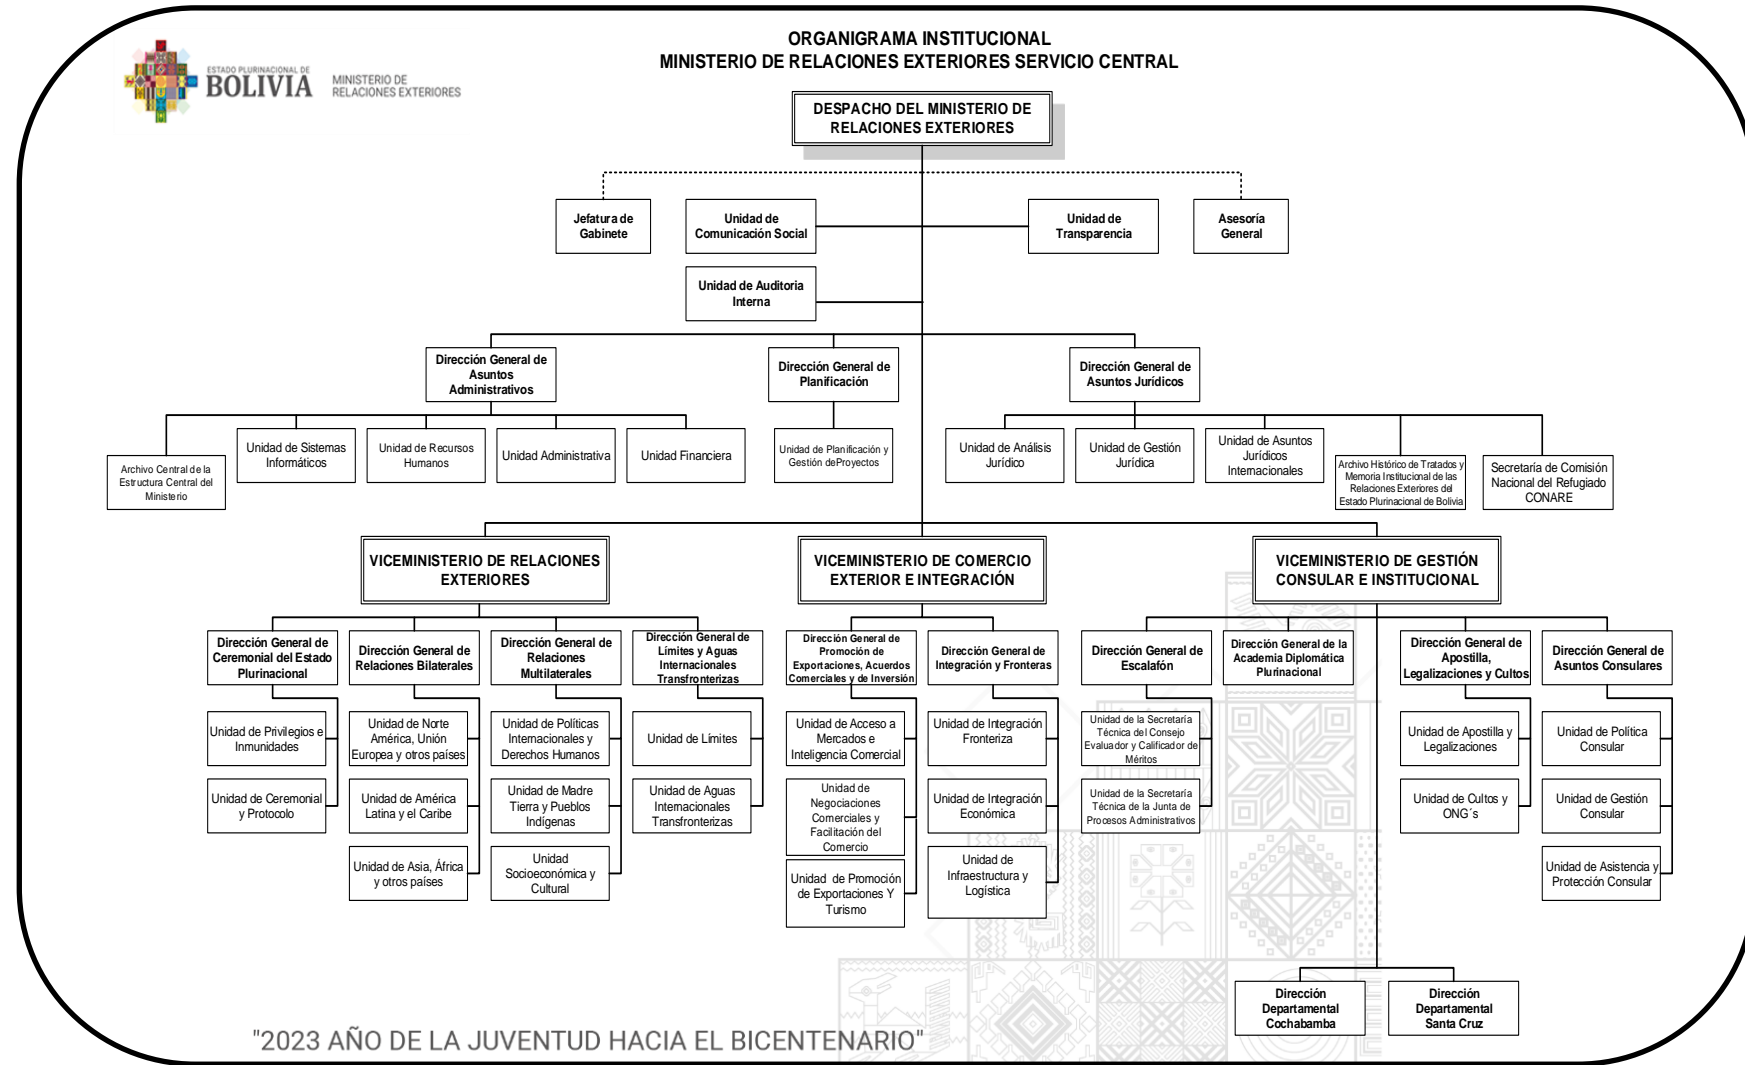 ORGANIGRAMA INSTITUCIONAL
MINISTERIO DE RELACIONES EXTERIORES SERVICIO CENTRAL
ESTADO PLURINACIONAL DE
BOLIVIA
MINISTERIO DE
RELACIONES EXTERIORES
DESPACHO DEL MINISTERIO DE
RELACIONES EXTERIORES
Jefatura de
Gabinete
Unidad de
Comunicación Social
Unidad de
Transparencia
Asesoría
General
Unidad de Auditoria
Interna
Dirección General de
Asuntos
Administrativos
Dirección General de
Planificación
Dirección General de
Asuntos Jurídicos
Archivo Central de la
Estructura Central del
Ministerio
Unidad de Sistemas
Informáticos
Unidad de Recursos
Humanos
Unidad Administrativa
Unidad Financiera
Unidad de Planificación y
Gestión deProyectos
Unidad de Análisis
Jurídico
Unidad de Gestión
Jurídica
Unidad de Asuntos
Jurídicos
Internacionales
Archivo Histórico de Tratados y
Memoria Institucional de las
Relaciones Exteriores del
Estado Plurinacional de Bolivia
Secretaría de Comisión
Nacional del Refugiado
CONARE
VICEMINISTERIO DE RELACIONES
EXTERIORES
VICEMINISTERIO DE COMERCIO
EXTERIOR E INTEGRACIÓN
VICEMINISTERIO DE GESTIÓN
CONSULAR E INSTITUCIONAL
Dirección General de
Ceremonial del Estado
Plurinacional
Dirección General de
Relaciones Bilaterales
Dirección General de
Relaciones
Multilaterales
Dirección General de
Límites y Aguas
Internacionales
Transfronterizas
Dirección General de
Promoción de
Exportaciones, Acuerdos
Comerciales y de Inversión
Dirección General de
Integración y Fronteras
Dirección General de
Escalafón
Dirección General de la
Academia Diplomática
Plurinacional
Dirección General de
Apostilla,
Legalizaciones y Cultos
Dirección General de
Asuntos Consulares
Unidad de Privilegios e
Inmunidades
Unidad de Norte
América, Unión
Europea y otros países
Unidad de Políticas
Internacionales y
Derechos Humanos
Unidad de Límites
Unidad de Acceso a
Mercados e
Inteligencia Comercial
Unidad de Integración
Fronteriza
Unidad de la Secretaría
Técnica del Consejo
Evaluador y Calificador de
Méritos
Unidad de Apostilla y
Legalizaciones
Unidad de Política
Consular
Unidad de Ceremonial
y Protocolo
Unidad de América
Latina y el Caribe
Unidad de Madre
Tierra y Pueblos
Indígenas
Unidad de Aguas
Internacionales
Transfronterizas
Unidad de
Negociaciones
Comerciales y
Facilitación del
Comercio
Unidad de Integración
Económica
Unidad de la Secretaría
Técnica de la Junta de
Procesos Administrativos
Unidad de Cultos y
ONG´s
Unidad de Gestión
Consular
Unidad de Asia, África
y otros países
Unidad
Socioeconómica y
Cultural
Unidad de Promoción
de Exportaciones Y
Turismo
Unidad de
Infraestructura y
Logística
Unidad de Asistencia y
Protección Consular
Dirección
Departamental
Cochabamba
Dirección
Departamental
Santa Cruz
"2023 AÑO DE LA JUVENTUD HACIA EL BICENTENARIO"